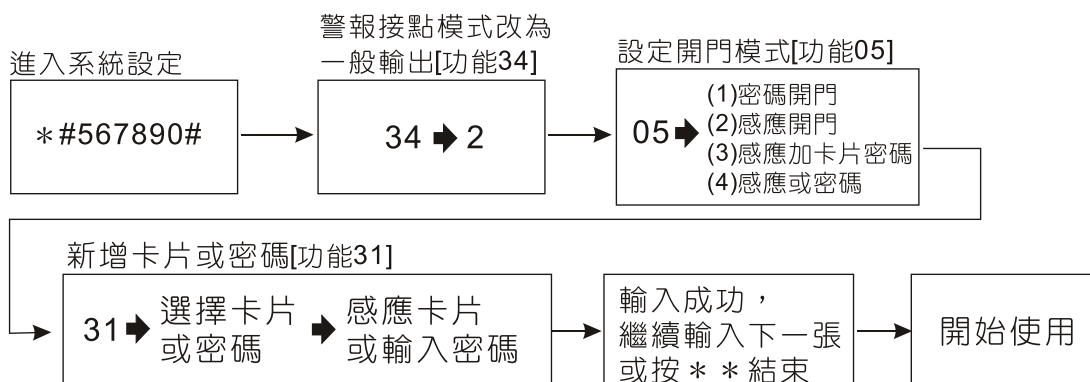 進入系統設定
＊#567890#
警報接點模式改為
一般輸出[功能34]
34 ➧ 2
設定開門模式[功能05]
05➧
(1)密碼開門
(2)感應開門
(3)感應加卡片密碼
(4)感應或密碼
新增卡片或密碼[功能31]
31➧
選擇卡片
或密碼
➧
感應卡片
或輸入密碼
輸入成功，
繼續輸入下一張
或按＊＊結束
開始使用